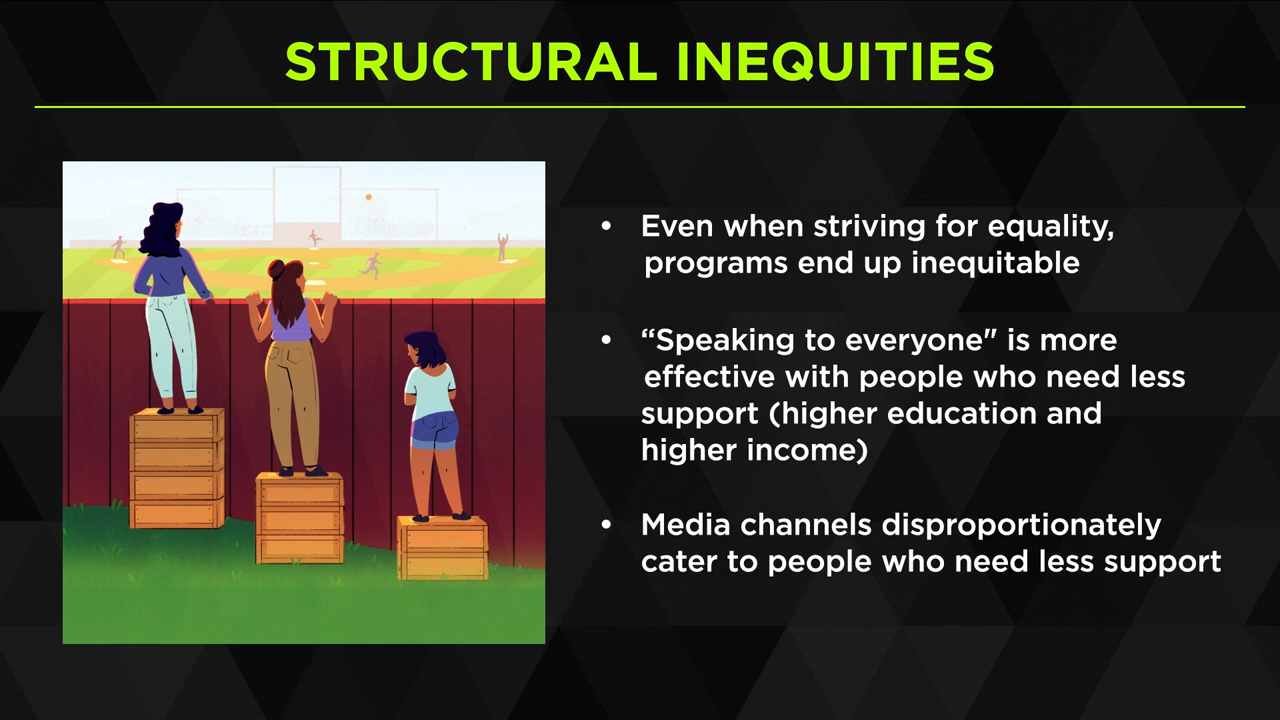 STRUCTURAL INEQUITIES
• Even when striving for equality,
programs end up inequitable
• “Speaking to everyone" is more
effective with people who need less
support (higher education and
higher income)
• Media channels disproportionately
cater to people who need less support